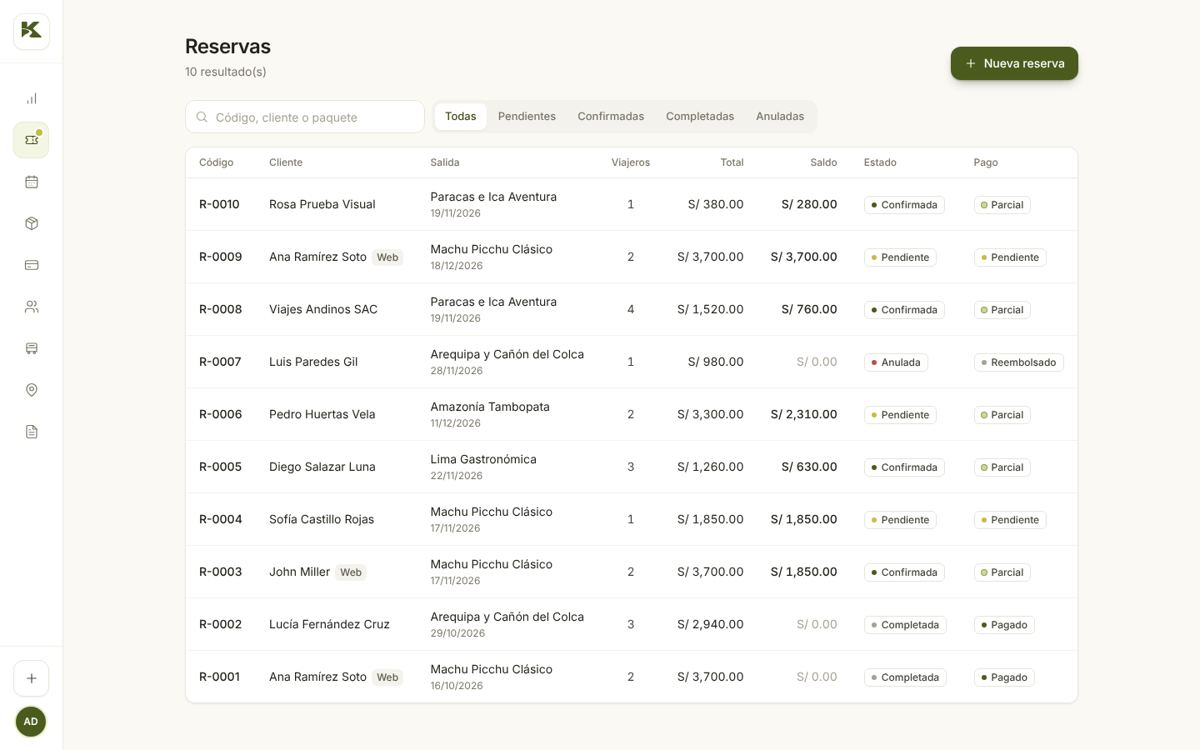 Reservas
10 resultado(s)
+ Nueva reserva
Código, cliente o paquete
Todas Pendientes Confirmadas Completadas Anuladas
Código Cliente Salida Viajeros Total Saldo Estado Pago
R-0010 Rosa Prueba Visual Paracas e Ica Aventura 1 S/ 380.00 S/ 280.00 Confirmada Parcial
19/11/2026
R-0009 Ana Ramírez Soto Web Machu Picchu Clásico 2 S/ 3,700.00 S/ 3,700.00 Pendiente Pendiente
18/12/2026
R-0008 Viajes Andinos SAC Paracas e Ica Aventura 4 S/ 1,520.00 S/ 760.00 Confirmada Parcial
19/11/2026
R-0007 Luis Paredes Gil Arequipa y Cañón del Colca 1 S/ 980.00 S/ 0.00 Anulada Reembolsado
28/11/2026
R-0006 Pedro Huertas Vela Amazonía Tambopata 2 S/ 3,300.00 S/ 2,310.00 Pendiente Parcial
11/12/2026
R-0005 Diego Salazar Luna Lima Gastronómica 3 S/ 1,260.00 S/ 630.00 Confirmada Parcial
22/11/2026
R-0004 Sofía Castillo Rojas Machu Picchu Clásico 1 S/ 1,850.00 S/ 1,850.00 Pendiente Pendiente
17/11/2026
R-0003 John Miller Web Machu Picchu Clásico 2 S/ 3,700.00 S/ 1,850.00 Confirmada Parcial
17/11/2026
R-0002 Lucía Fernández Cruz Arequipa y Cañón del Colca 3 S/ 2,940.00 S/ 0.00 Completada Pagado
29/10/2026
R-0001 Ana Ramírez Soto Web Machu Picchu Clásico 2 S/ 3,700.00 S/ 0.00 Completada Pagado
16/10/2026
AD